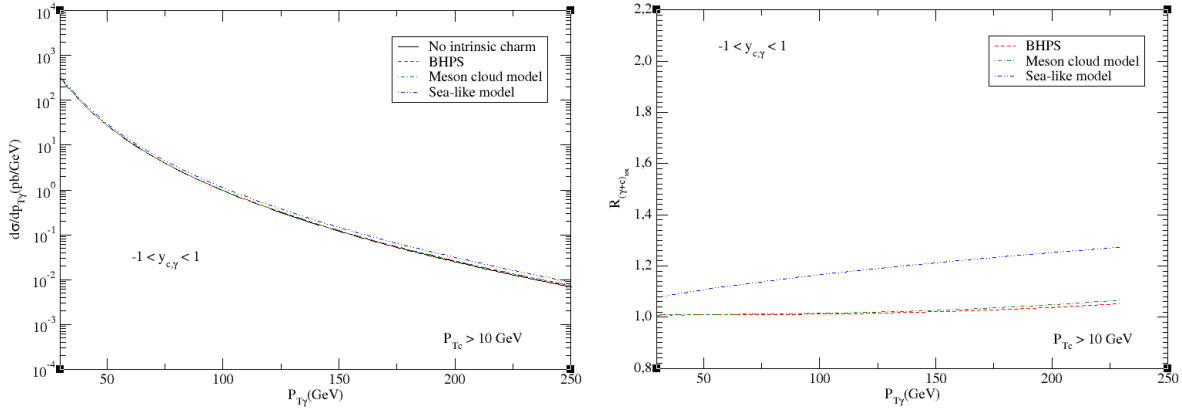 10^4
10^3
10^2
10^1
10^0
10^-1
10^-2
10^-3
10^-4
dσ/dp_Tγ(pb/GeV)
No intrinsic charm
BHPS
Meson cloud model
Sea-like model
-1 < y_c,γ < 1
P_Tc > 10 GeV
50 100 150 200 250
P_Tγ(GeV)
2,2
2,0
1,8
1,6
1,4
1,2
1,0
0,8
-1 < y_c,γ < 1
BHPS
Meson cloud model
Sea-like model
P_Tc > 10 GeV
50 100 150 200 250
P_Tγ(GeV)